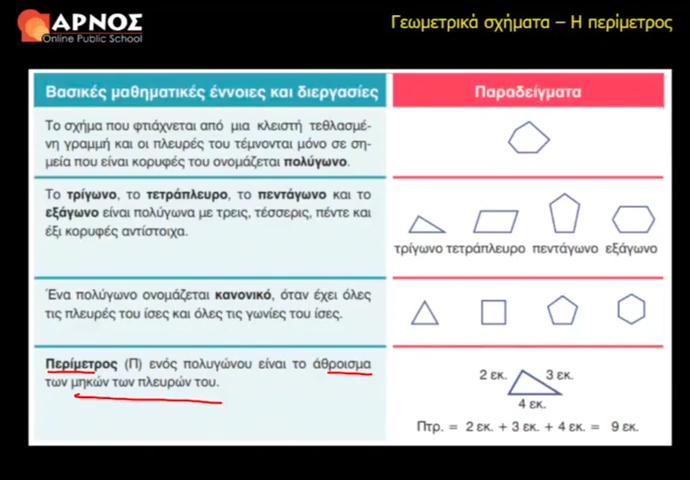 ΑΡΝΟΣ
Online Public School
Γεωμετρικά σχήματα – Η περίμετρος
Βασικές μαθηματικές έννοιες και διεργασίες
Παραδείγματα
Το σχήμα που φτιάχνεται από μια κλειστή τεθλασμέ-
νη γραμμή και οι πλευρές του τέμνονται μόνο σε ση-
μεία που είναι κορυφές του ονομάζεται πολύγωνο.
Το τρίγωνο, το τετράπλευρο, το πεντάγωνο και το
εξάγωνο είναι πολύγωνα με τρεις, τέσσερις, πέντε και
έξι κορυφές αντίστοιχα.
τρίγωνο τετράπλευρο πεντάγωνο εξάγωνο
Ένα πολύγωνο ονομάζεται κανονικό, όταν έχει όλες
τις πλευρές του ίσες και όλες τις γωνίες του ίσες.
Περίμετρος (Π) ενός πολυγώνου είναι το άθροισμα
των μηκών των πλευρών του.
2 εκ. 3 εκ.
4 εκ.
Πτρ. = 2 εκ. + 3 εκ. + 4 εκ. = 9 εκ.